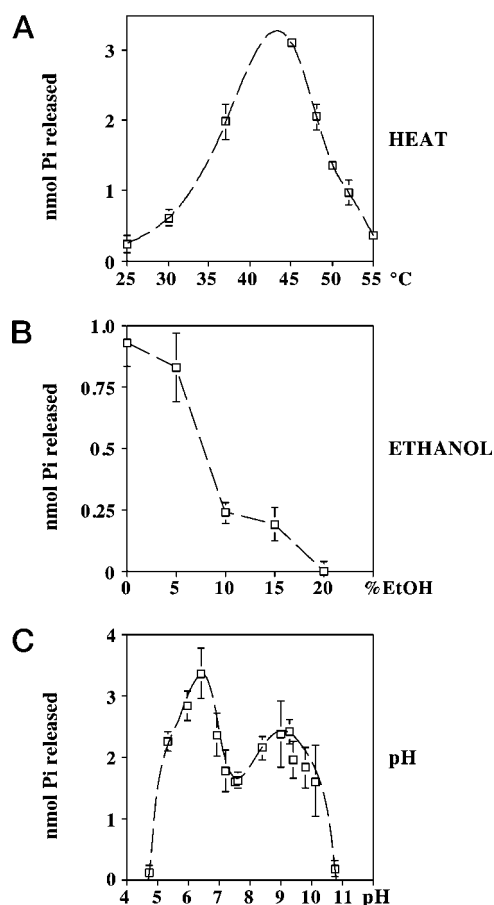 A
nmol Pi released
3
2
1
0
25 30 35 40 45 50 55 °C
HEAT
B
nmol Pi released
1.0
0.75
0.5
0.25
0
0 5 10 15 20 %EtOH
ETHANOL
C
nmol Pi released
4
3
2
1
0
4 5 6 7 8 9 10 11 pH
pH